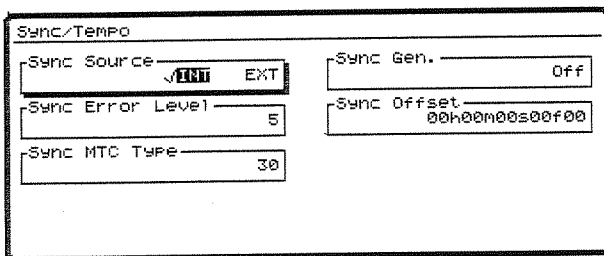 Sync/Tempo
Sync Source
√INT EXT
Sync Gen.
Off
Sync Error Level
5
Sync Offset
00h00m00s00f00
Sync MTC Type
30